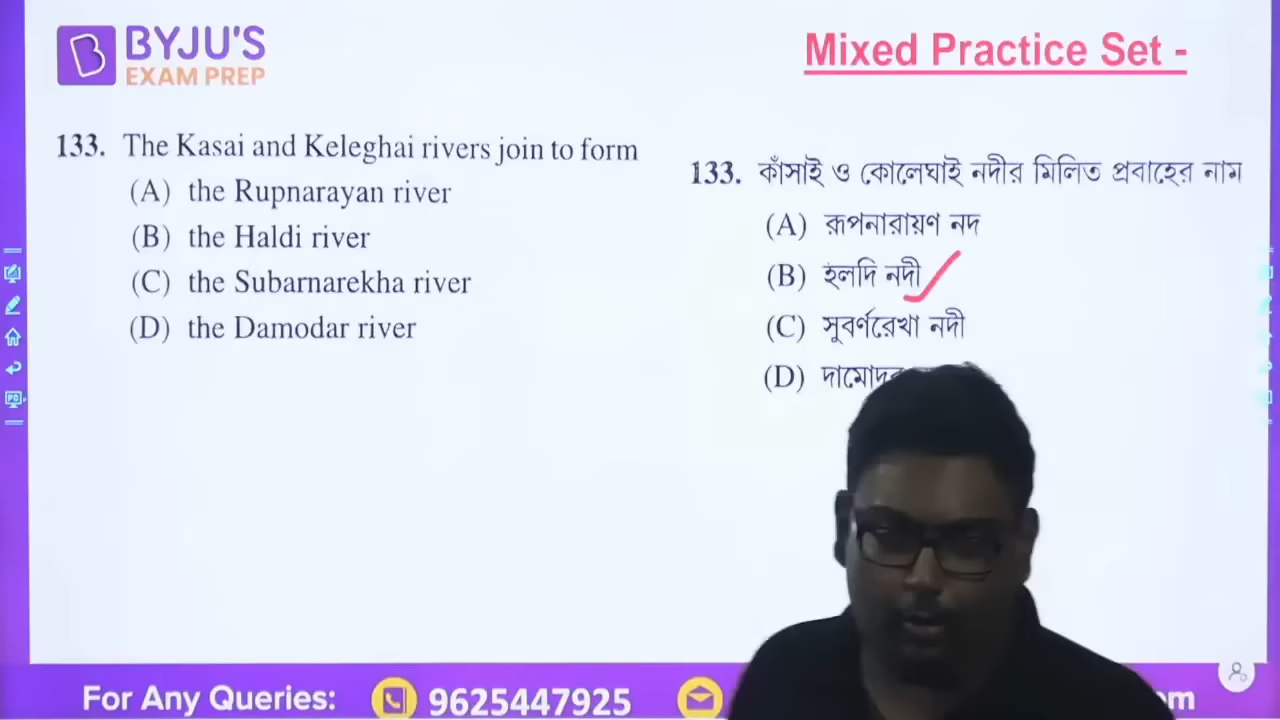 BYJU'S
EXAM PREP
Mixed Practice Set -
133. The Kasai and Keleghai rivers join to form
(A) the Rupnarayan river
(B) the Haldi river
(C) the Subarnarekha river
(D) the Damodar river
133. কাঁসাই ও কোলেঘাই নদীর মিলিত প্রবাহের নাম
(A) রূপনারায়ণ নদ
(B) হলদি নদী
(C) সুবর্ণরেখা নদী
(D)
For Any Queries: 9625447925